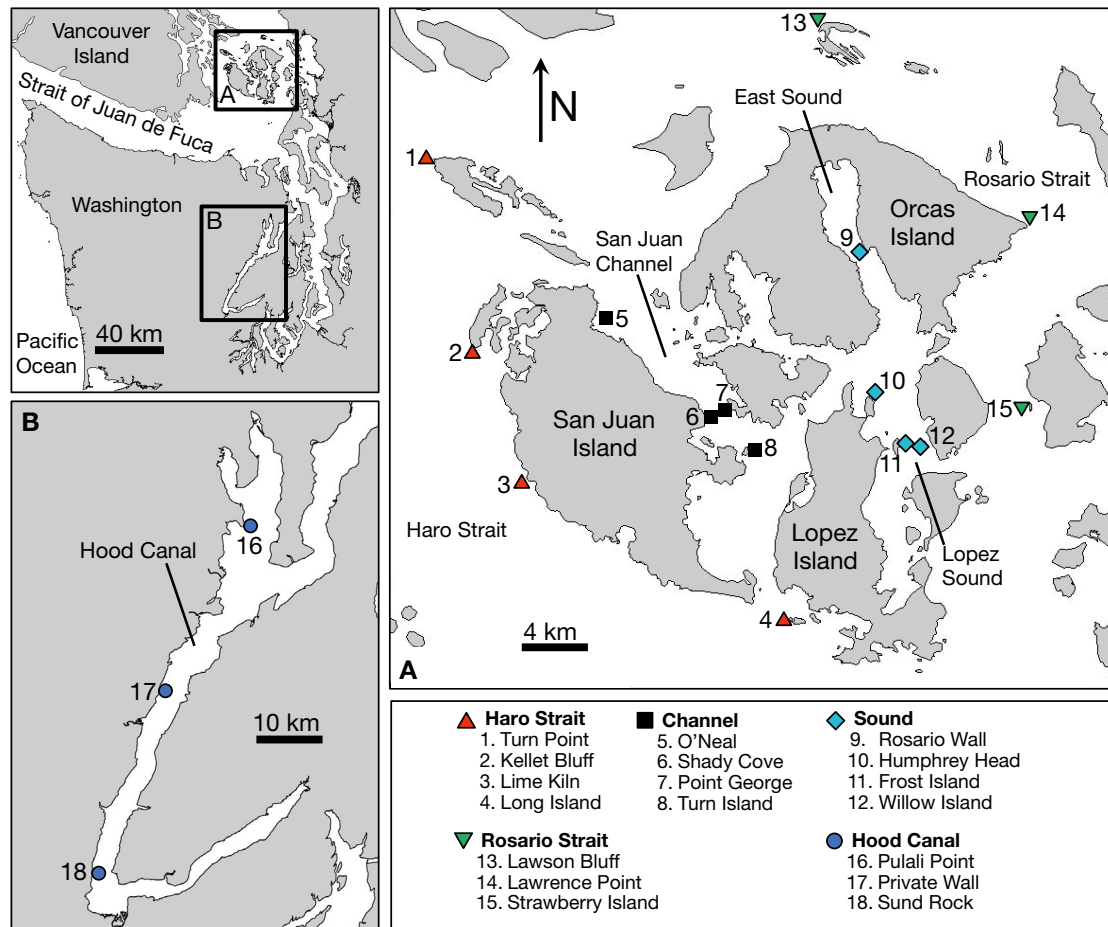 Vancouver
Island
A
Strait of Juan de Fuca
Washington
B
40 km
Pacific
Ocean
B
16
Hood Canal
17
10 km
18
13
N
East Sound
1
Rosario Strait
14
Orcas
Island
9
San Juan
Channel
5
2
10
7
6
15
San Juan
Island
8
12
11
3
Haro Strait
Lopez
Island
Lopez
Sound
4
4 km
A
Haro Strait
1. Turn Point
2. Kellet Bluff
3. Lime Kiln
4. Long Island
Channel
5. O'Neal
6. Shady Cove
7. Point George
8. Turn Island
Sound
9. Rosario Wall
10. Humphrey Head
11. Frost Island
12. Willow Island
Rosario Strait
13. Lawson Bluff
14. Lawrence Point
15. Strawberry Island
Hood Canal
16. Pulali Point
17. Private Wall
18. Sund Rock